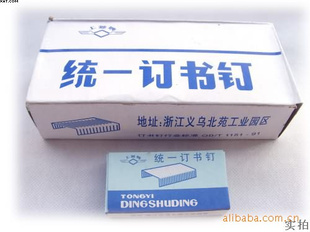 统一订书钉
地址:浙江义乌北苑工业园区
统一订书钉
TONGYI
DINGSHUDING
alibaba.com.cn
实拍